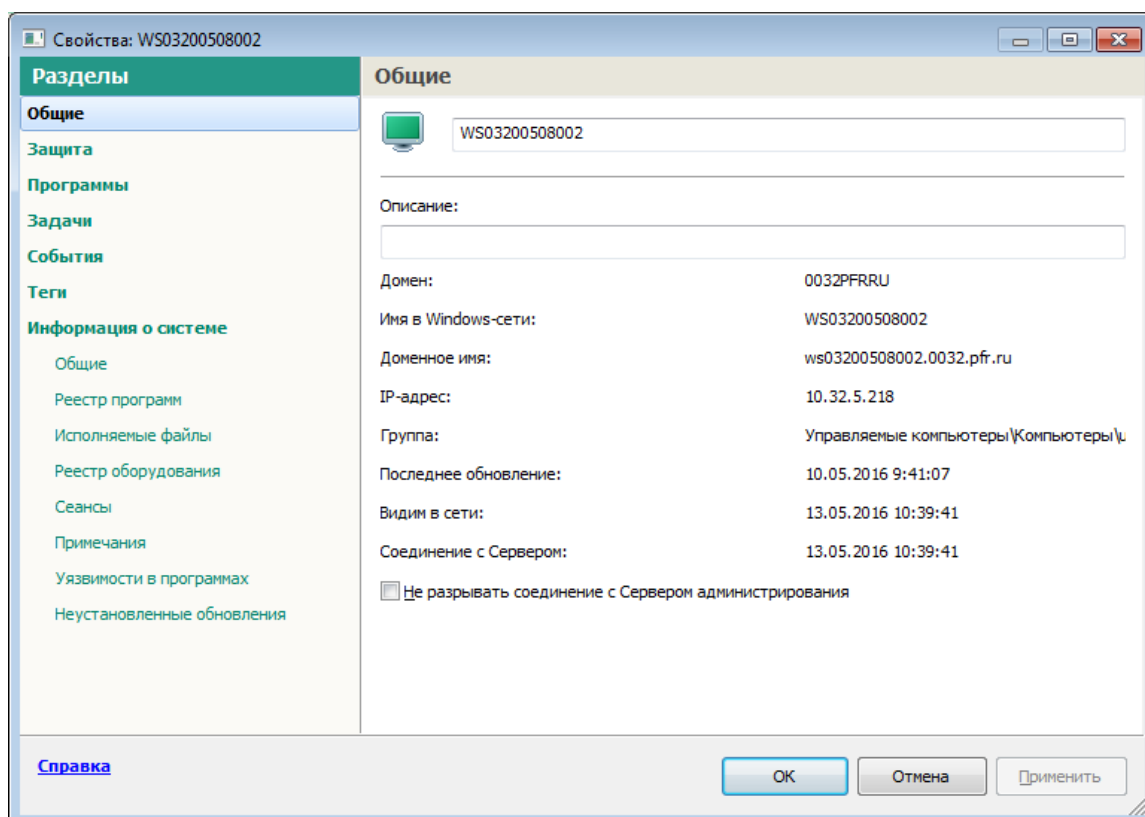 Свойства: WS03200508002
Разделы
Общие
Защита
Программы
Задачи
События
Теги
Информация о системе
Общие
Реестр программ
Исполняемые файлы
Реестр оборудования
Сеансы
Примечания
Уязвимости в программах
Неустановленные обновления
Общие
WS03200508002
Описание:
Домен: 0032PFRRU
Имя в Windows-сети: WS03200508002
Доменное имя: ws03200508002.0032.pfr.ru
IP-адрес: 10.32.5.218
Группа: Управляемые компьютеры\Компьютеры\
Последнее обновление: 10.05.2016 9:41:07
Видим в сети: 13.05.2016 10:39:41
Соединение с Сервером: 13.05.2016 10:39:41
Не разрывать соединение с Сервером администрирования
Справка
ОК
Отмена
Применить